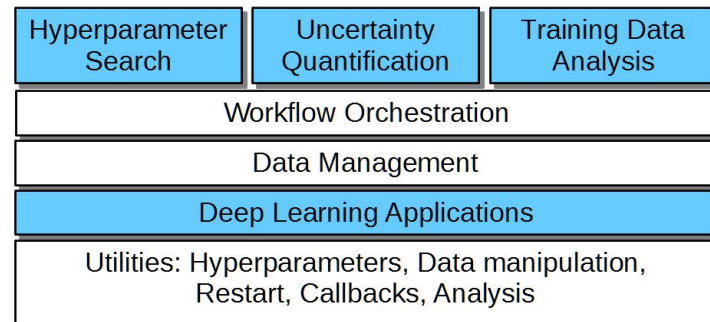 Hyperparameter
Search
Uncertainty
Quantification
Training Data
Analysis
Workflow Orchestration
Data Management
Deep Learning Applications
Utilities: Hyperparameters, Data manipulation,
Restart, Callbacks, Analysis